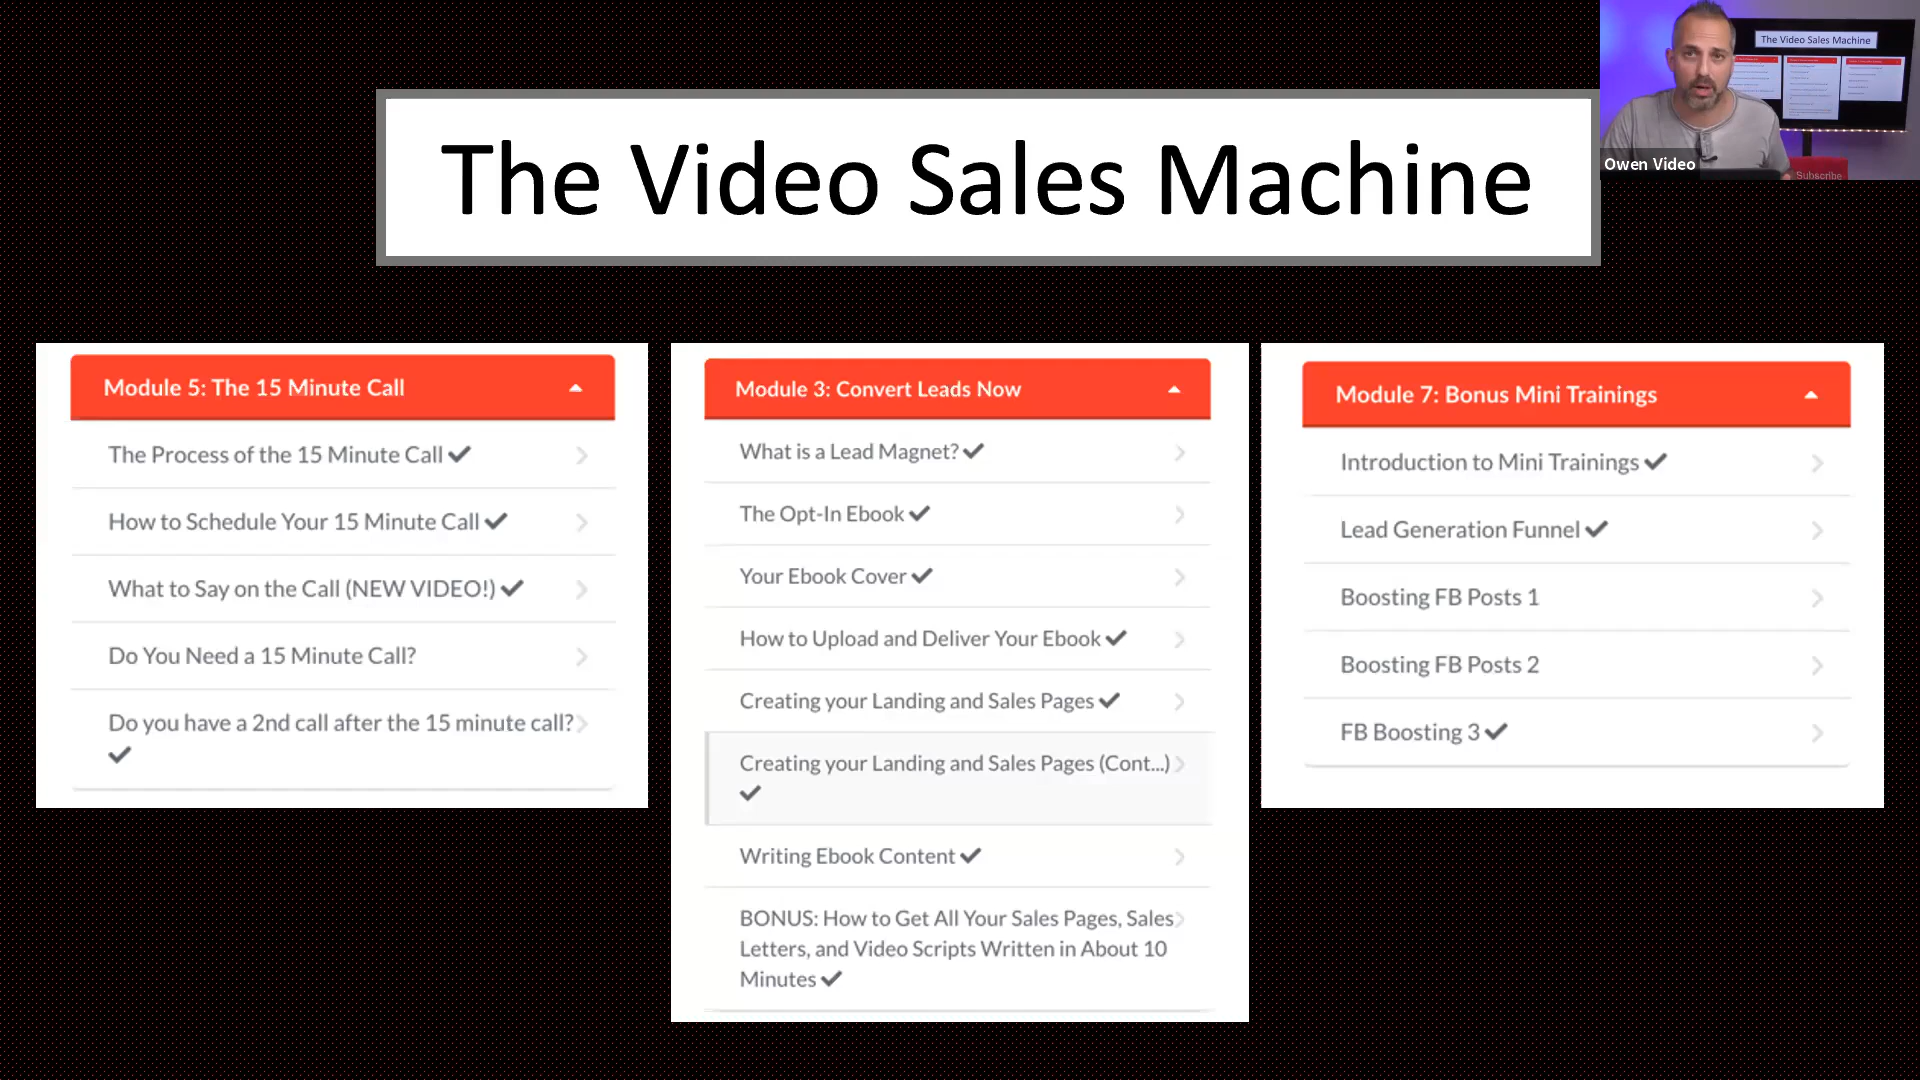 The Video Sales Machine
The Video Sales Machine
Owen Video
Subscribe
Module 5: The 15 Minute Call
The Process of the 15 Minute Call ✔
How to Schedule Your 15 Minute Call ✔
What to Say on the Call (NEW VIDEO!) ✔
Do You Need a 15 Minute Call?
Do you have a 2nd call after the 15 minute call?
✔
Module 3: Convert Leads Now
What is a Lead Magnet? ✔
The Opt-In Ebook ✔
Your Ebook Cover ✔
How to Upload and Deliver Your Ebook ✔
Creating your Landing and Sales Pages ✔
Creating your Landing and Sales Pages (Cont...)
✔
Writing Ebook Content ✔
BONUS: How to Get All Your Sales Pages, Sales
Letters, and Video Scripts Written in About 10
Minutes ✔
Module 7: Bonus Mini Trainings
Introduction to Mini Trainings ✔
Lead Generation Funnel ✔
Boosting FB Posts 1
Boosting FB Posts 2
FB Boosting 3 ✔